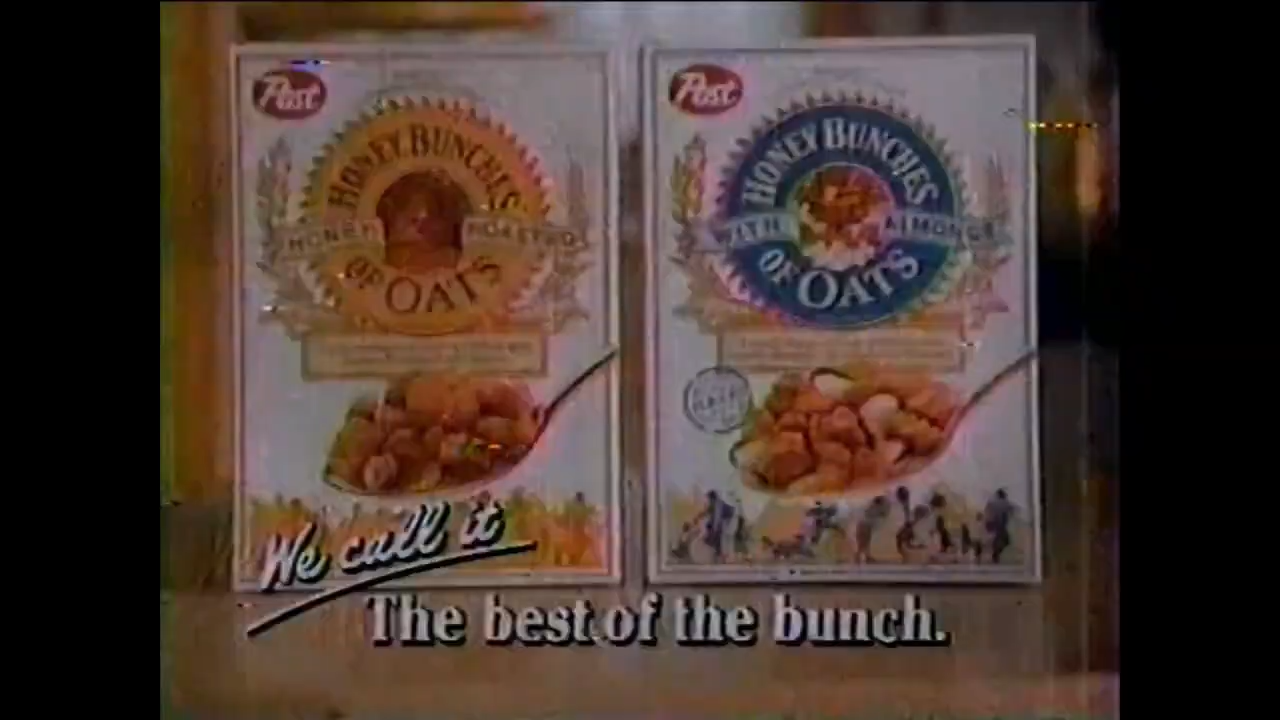 Post
HONEY BUNCHES
HONEY ROASTED
OF OATS
Post
HONEY BUNCHES
WITH ALMONDS
OF OATS
We call it
The best of the bunch.